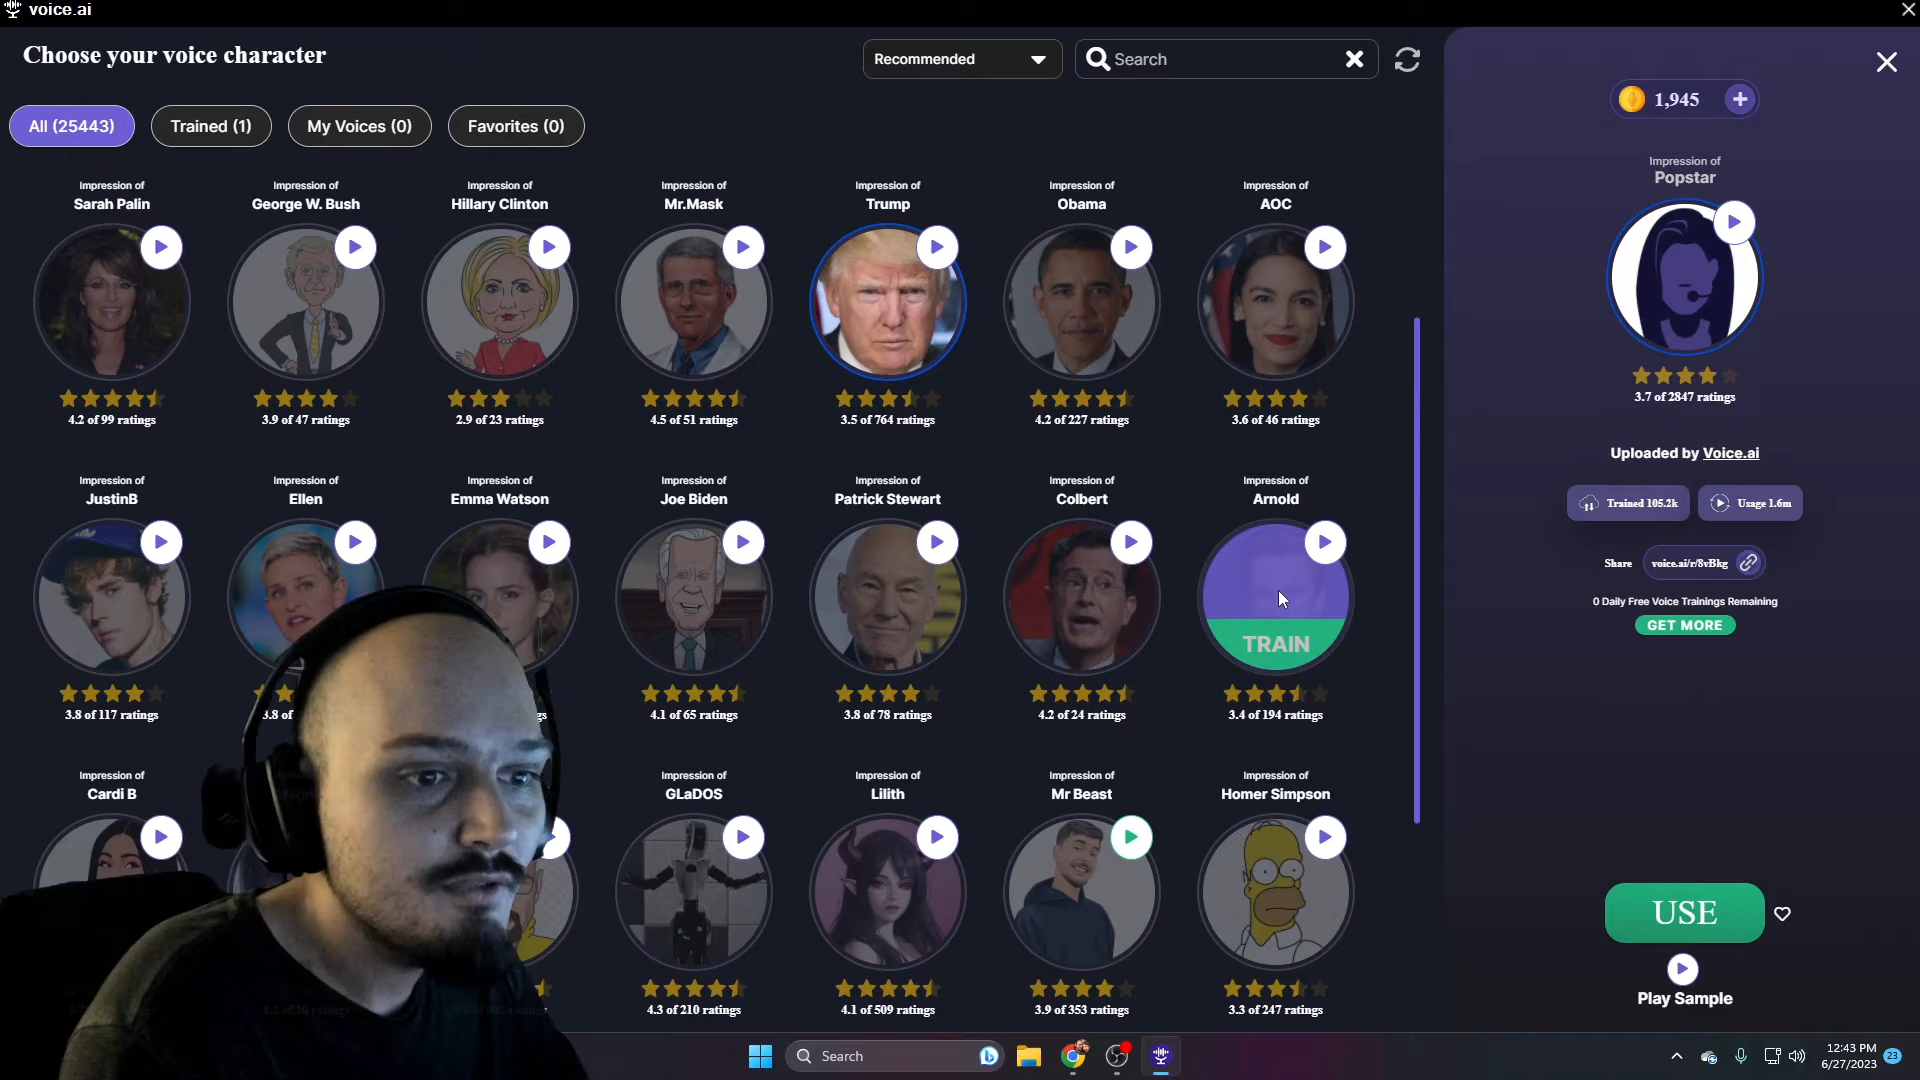 voice.ai
Choose your voice character
Recommended
Search
All (25443)
Trained (1)
My Voices (0)
Favorites (0)
Impression of
Sarah Palin
Impression of
George W. Bush
Impression of
Hillary Clinton
Impression of
Mr.Mask
Impression of
Trump
Impression of
Obama
Impression of
AOC
4.2 of 99 ratings
3.9 of 47 ratings
2.9 of 23 ratings
4.5 of 51 ratings
3.5 of 764 ratings
4.2 of 227 ratings
3.6 of 46 ratings
Impression of
JustinB
Impression of
Ellen
Impression of
Emma Watson
Impression of
Joe Biden
Impression of
Patrick Stewart
Impression of
Colbert
Impression of
Arnold
TRAIN
3.8 of 117 ratings
3.8 of
4.1 of 65 ratings
3.8 of 78 ratings
4.2 of 24 ratings
3.4 of 194 ratings
Impression of
Cardi B
Impression of
GLaDOS
Impression of
Lilith
Impression of
Mr Beast
Impression of
Homer Simpson
4.3 of 210 ratings
4.1 of 509 ratings
3.9 of 353 ratings
3.3 of 247 ratings
1,945
Impression of
Popstar
3.7 of 2847 ratings
Uploaded by Voice.ai
Trained 105.2k
Usage 1.6m
Share
voice.ai/r/8vBkg
0 Daily Free Voice Trainings Remaining
GET MORE
USE
Play Sample
Search
12:43 PM
6/27/2023
23